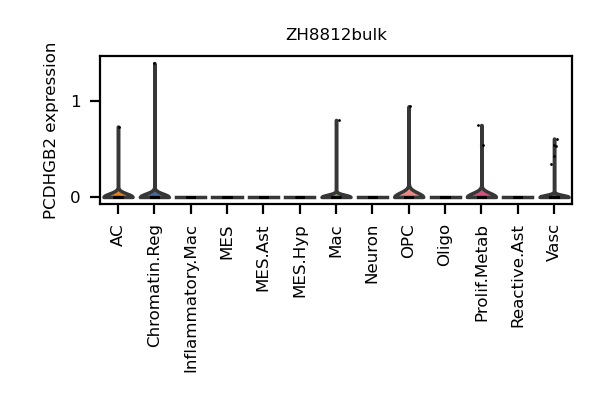 ZH8812bulk
PCDHGB2 expression
1
0
AC
Chromatin.Reg
Inflammatory.Mac
MES
MES.Ast
MES.Hyp
Mac
Neuron
OPC
Oligo
Prolif.Metab
Reactive.Ast
Vasc